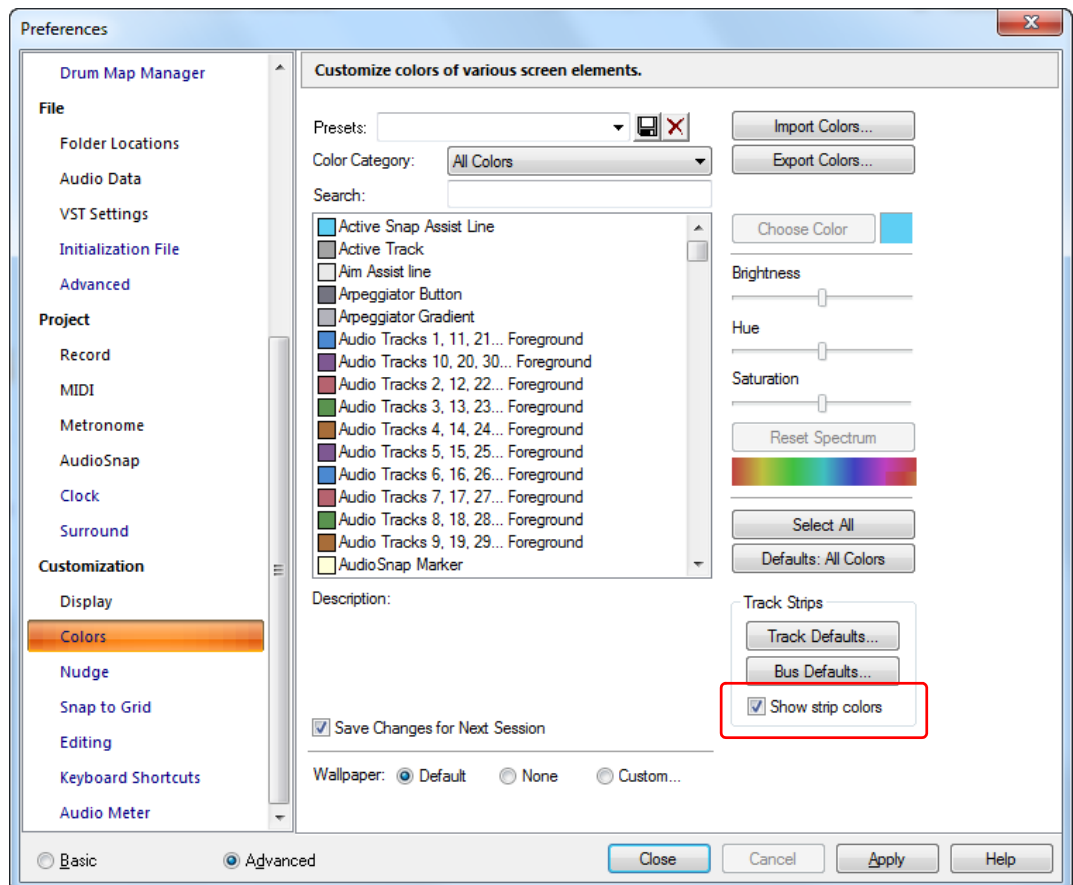 Preferences
Drum Map Manager
File
Folder Locations
Audio Data
VST Settings
Initialization File
Advanced
Project
Record
MIDI
Metronome
AudioSnap
Clock
Surround
Customization
Display
Colors
Nudge
Snap to Grid
Editing
Keyboard Shortcuts
Audio Meter
Basic
Advanced
Customize colors of various screen elements.
Presets:
Color Category: All Colors
Search:
Active Snap Assist Line
Active Track
Aim Assist line
Arpeggiator Button
Arpeggiator Gradient
Audio Tracks 1, 11, 21... Foreground
Audio Tracks 10, 20, 30... Foreground
Audio Tracks 2, 12, 22... Foreground
Audio Tracks 3, 13, 23... Foreground
Audio Tracks 4, 14, 24... Foreground
Audio Tracks 5, 15, 25... Foreground
Audio Tracks 6, 16, 26... Foreground
Audio Tracks 7, 17, 27... Foreground
Audio Tracks 8, 18, 28... Foreground
Audio Tracks 9, 19, 29... Foreground
AudioSnap Marker
Description:
Save Changes for Next Session
Wallpaper: Default None Custom...
Import Colors...
Export Colors...
Choose Color
Brightness
Hue
Saturation
Reset Spectrum
Select All
Defaults: All Colors
Track Strips
Track Defaults...
Bus Defaults...
Show strip colors
Close
Cancel
Apply
Help